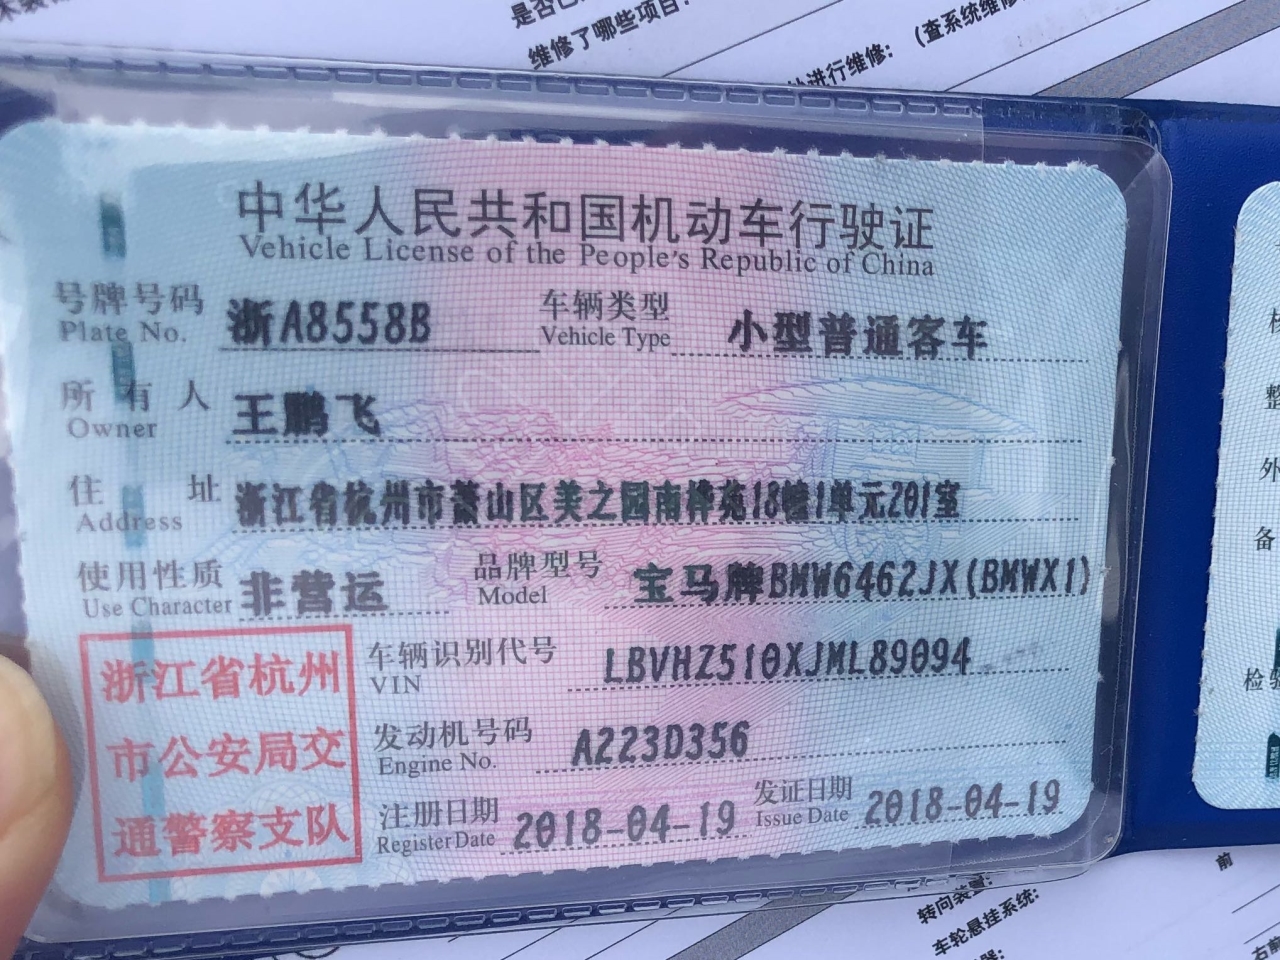 是否已
维修了哪些项目：
进行维修：（查系统维修
中华人民共和国机动车行驶证
Vehicle License of the People's Republic of China
号牌号码 浙A8558B 车辆类型 小型普通客车
Plate No. Vehicle Type
所有人 王鹏飞
Owner
住址 浙江省杭州市萧山区美之园南桦苑18幢1单元201室
Address
使用性质 非营运 品牌型号 宝马牌BMW6462JX(BMWX1)
Use Character Model
浙江省杭州
市公安局交
通警察支队
车辆识别代号 LBVHZ510XJML89094
VIN
发动机号码 A223D356
Engine No.
注册日期 2018-04-19 发证日期 2018-04-19
Register Date Issue Date
整
外
备
检验
前
转向装置：
车轮悬挂系统：
右前